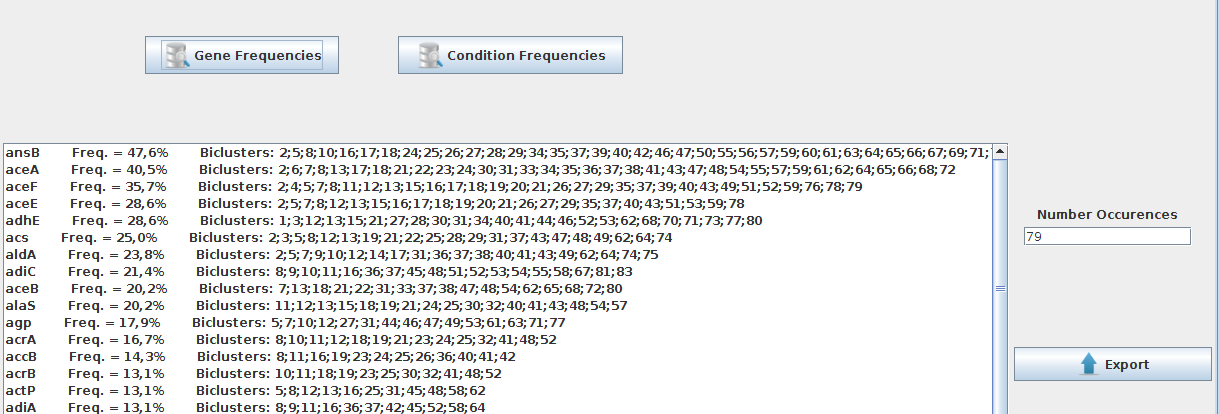 Gene Frequencies
Condition Frequencies
ansB Freq. = 47,6% Biclusters: 2;5;8;10;16;17;18;24;25;26;27;28;29;34;35;37;39;40;42;46;47;50;55;56;57;59;60;61;63;64;65;66;67;69;71;
aceA Freq. = 40,5% Biclusters: 2;6;7;8;13;17;18;21;22;23;24;30;31;33;34;35;36;37;38;41;43;47;48;54;55;57;59;61;62;64;65;66;68;72
aceF Freq. = 35,7% Biclusters: 2;4;5;7;8;11;12;13;15;16;17;18;19;20;21;26;27;29;35;37;39;40;43;49;51;52;59;76;78;79
aceE Freq. = 28,6% Biclusters: 2;5;7;8;12;13;15;16;17;18;19;20;21;26;27;29;35;37;40;43;51;53;59;78
adhE Freq. = 28,6% Biclusters: 1;3;12;13;15;21;27;28;30;31;34;40;41;44;46;52;53;62;68;70;71;73;77;80
acs Freq. = 25,0% Biclusters: 2;3;5;8;12;13;19;21;22;25;28;29;31;37;43;47;48;49;62;64;74
aldA Freq. = 23,8% Biclusters: 2;5;7;9;10;12;14;17;31;36;37;38;40;41;43;49;62;64;74;75
adiC Freq. = 21,4% Biclusters: 8;9;10;11;16;36;37;45;48;51;52;53;54;55;58;67;81;83
aceB Freq. = 20,2% Biclusters: 7;13;18;21;22;31;33;37;38;47;48;54;62;65;68;72;80
alaS Freq. = 20,2% Biclusters: 11;12;13;15;18;19;21;24;25;30;32;40;41;43;48;54;57
agp Freq. = 17,9% Biclusters: 5;7;10;12;27;31;44;46;47;49;53;61;63;71;77
acrA Freq. = 16,7% Biclusters: 8;10;11;12;18;19;21;23;24;25;32;41;48;52
accB Freq. = 14,3% Biclusters: 8;11;16;19;23;24;25;26;36;40;41;42
acrB Freq. = 13,1% Biclusters: 10;11;18;19;23;25;30;32;41;48;52
actP Freq. = 13,1% Biclusters: 5;8;12;13;16;25;31;45;48;58;62
adiA Freq. = 13,1% Biclusters: 8;9;11;16;36;37;42;45;52;58;64
Number Occurences
79
Export